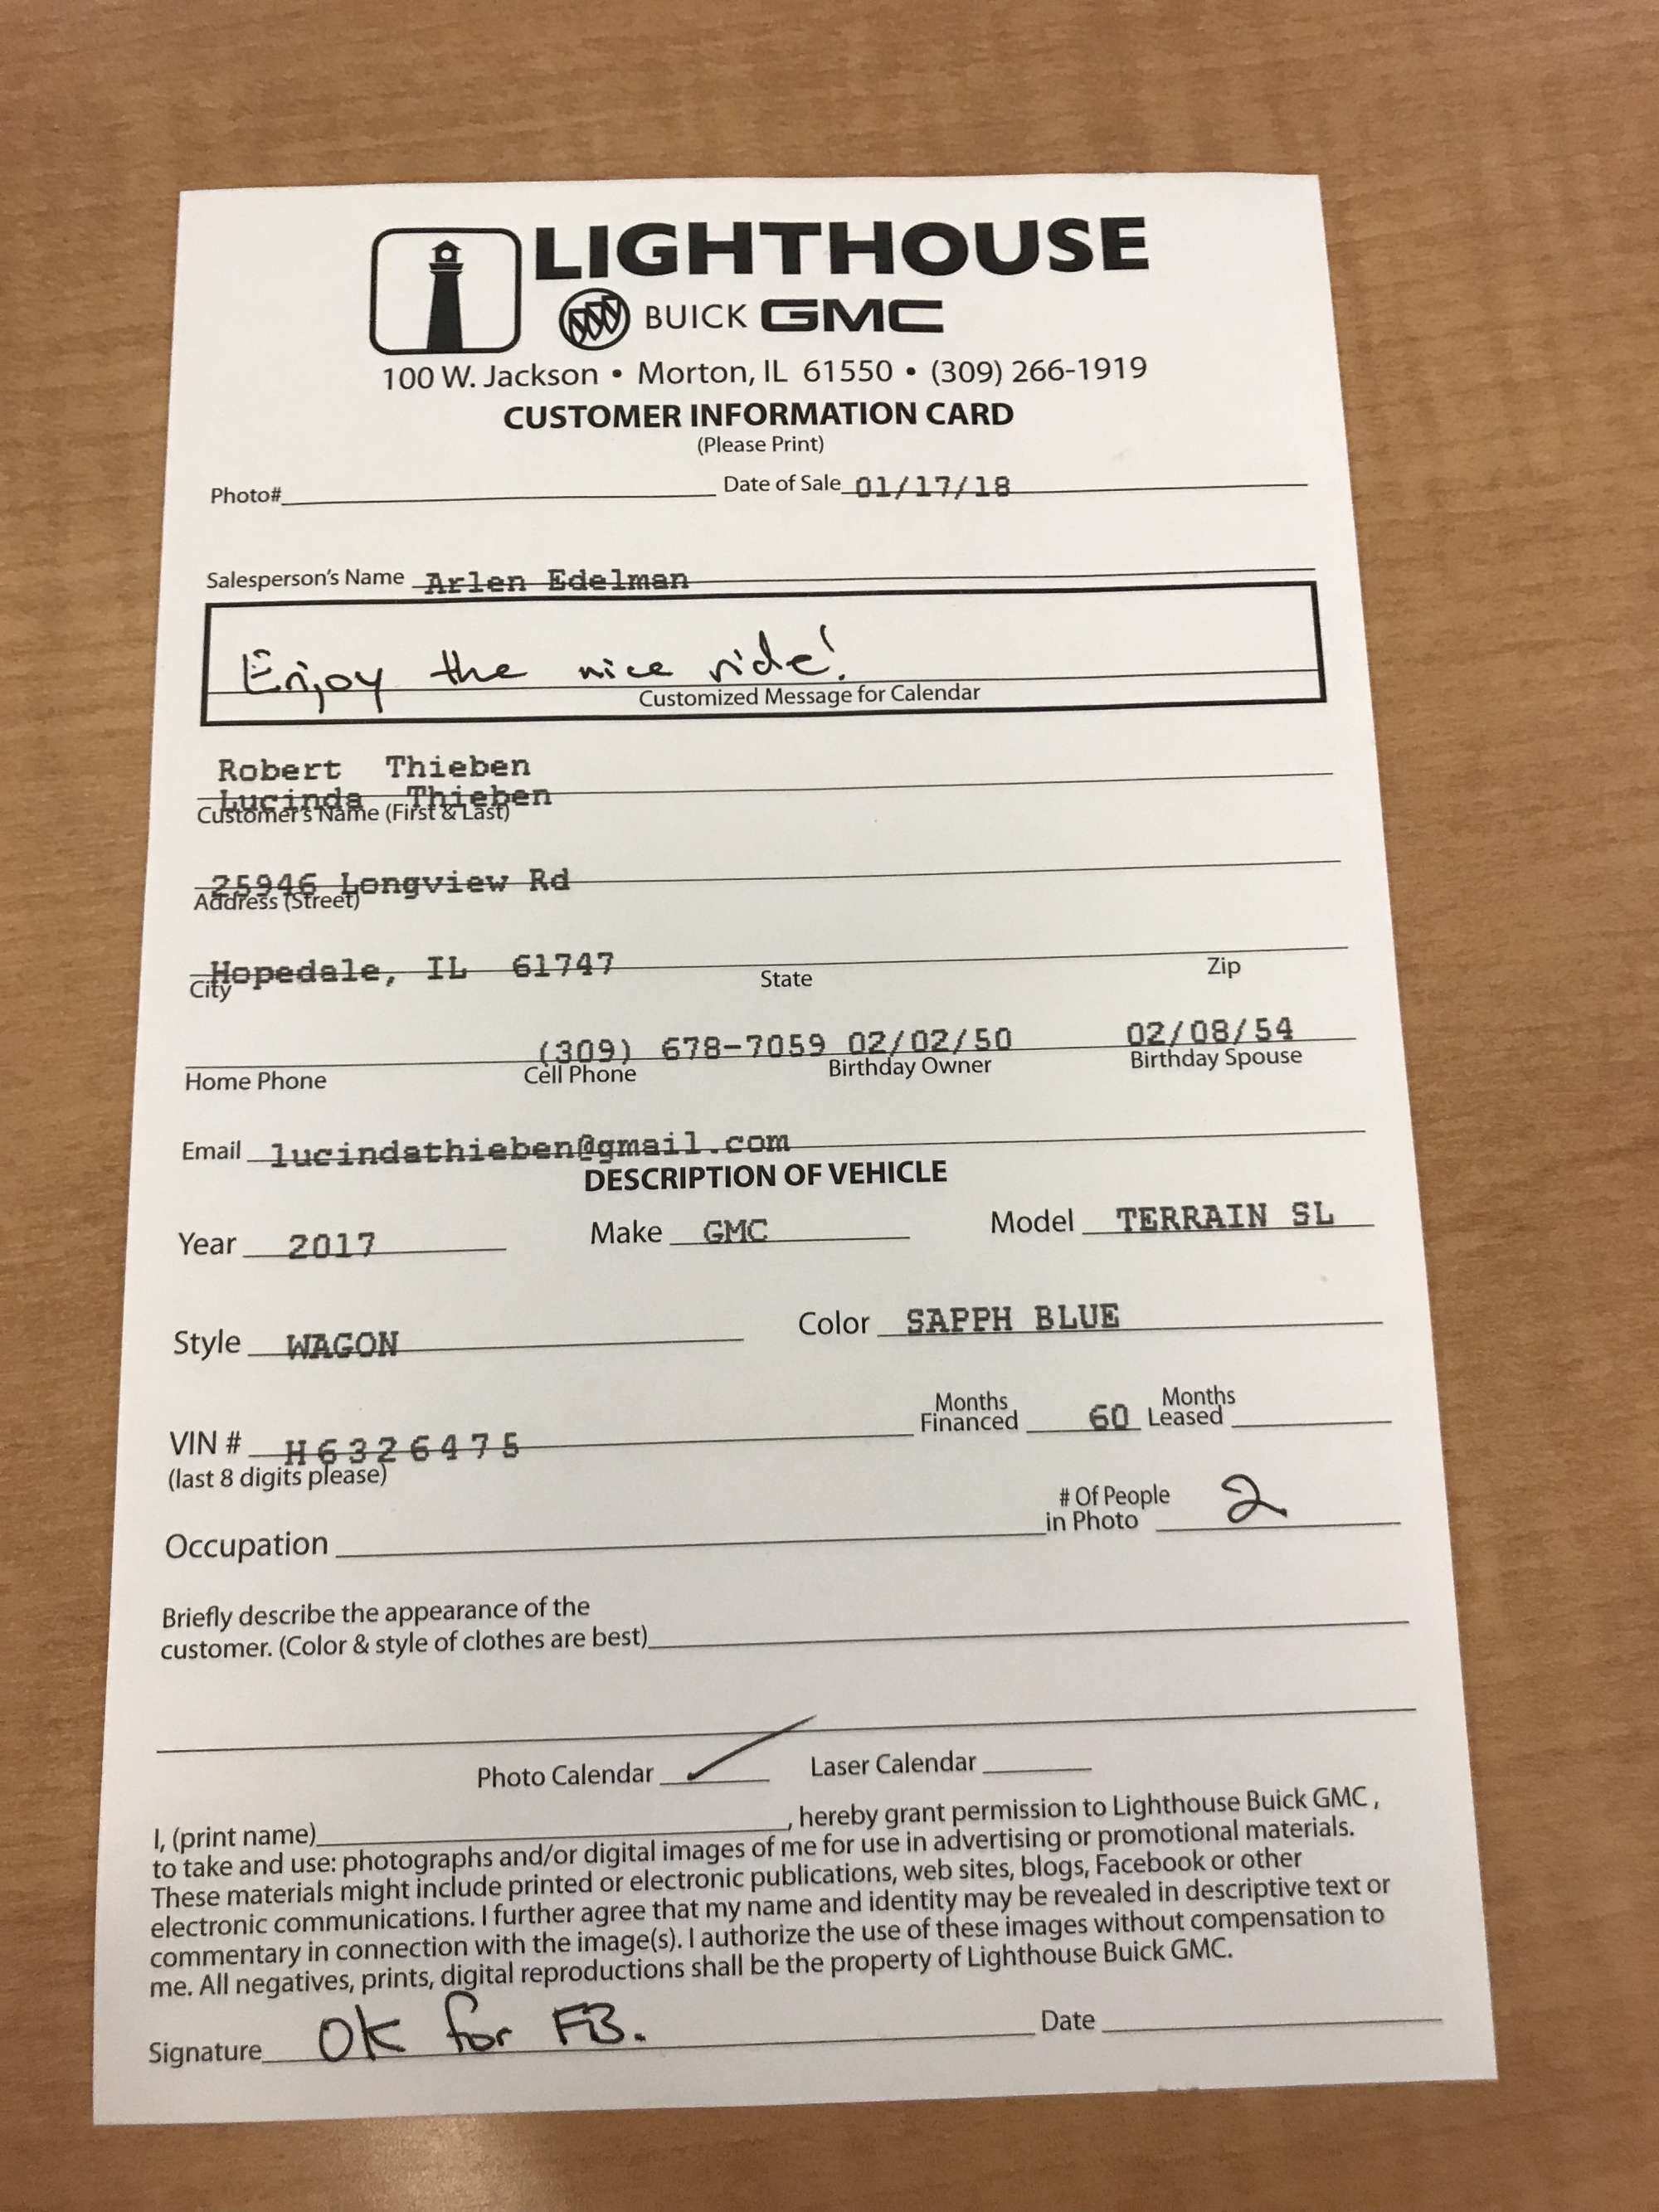 LIGHTHOUSE
BUICK GMC
100 W. Jackson • Morton, IL 61550 • (309) 266-1919
CUSTOMER INFORMATION CARD
(Please Print)
Photo# Date of Sale 01/17/18
Salesperson's Name Arlen Edelman
Enjoy the nice ride!
Customized Message for Calendar
Robert Thieben
Lucinda Thieben
Customer's Name (First & Last)
25946 Longview Rd
Address (Street)
Hopedale, IL 61747
City State Zip
(309) 678-7059 02/02/50 02/08/54
Home Phone Cell Phone Birthday Owner Birthday Spouse
Email lucindathieben@gmail.com
DESCRIPTION OF VEHICLE
Year 2017 Make GMC Model TERRAIN SL
Style WAGON Color SAPPH BLUE
VIN # H6326475 Months Financed 60 Months Leased
(last 8 digits please)
Occupation # Of People in Photo 2
Briefly describe the appearance of the
customer. (Color & style of clothes are best)
Photo Calendar ✓ Laser Calendar
I, (print name) , hereby grant permission to Lighthouse Buick GMC ,
to take and use: photographs and/or digital images of me for use in advertising or promotional materials.
These materials might include printed or electronic publications, web sites, blogs, Facebook or other
electronic communications. I further agree that my name and identity may be revealed in descriptive text or
commentary in connection with the image(s). I authorize the use of these images without compensation to
me. All negatives, prints, digital reproductions shall be the property of Lighthouse Buick GMC.
Signature OK for FB. Date